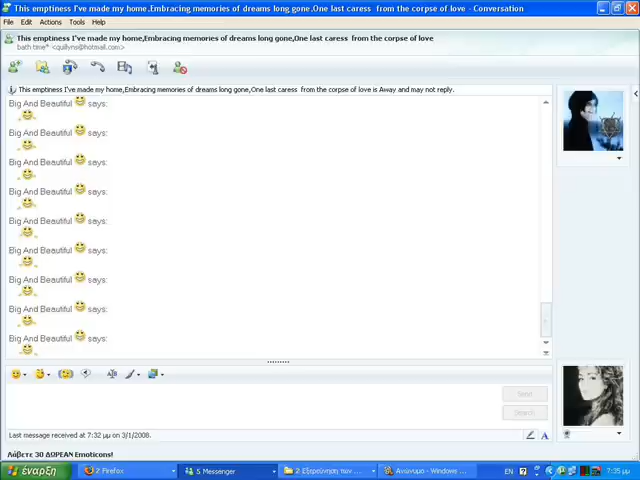 This emptiness I've made my home,Embracing memories of dreams long gone,One last caress  from the corpse of love - Conversation
File Edit Actions Tools Help
This emptiness I've made my home,Embracing memories of dreams long gone,One last caress  from the corpse of love
bath time* <quillyns@hotmail.com>
This emptiness I've made my home,Embracing memories of dreams long gone,One last caress  from the corpse of love is Away and may not reply.
Big And Beautiful says:
Big And Beautiful says:
Big And Beautiful says:
Big And Beautiful says:
Big And Beautiful says:
Big And Beautiful says:
Big And Beautiful says:
Big And Beautiful says:
Big And Beautiful says:
Send
Search
Last message received at 7:32 μμ on 3/1/2008.
Λάβετε 30 ΔΩΡΕΑΝ Emoticons!
έναρξη 2 Firefox 5 Messenger 2 Εξερεύνηση των ... Ανώνυμο - Windows ... EN 7:35 μμ